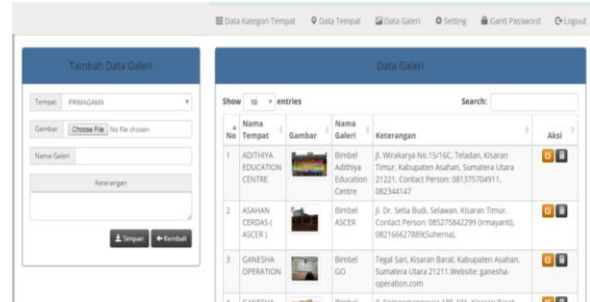 Data Kategori Tempat Data Tempat Data Galeri Setting Ganti Password Logout
Tambah Data Galeri
Tempat PRIMAGAMA
Gambar Choose File No file chosen
Nama Galeri
Keterangan
Simpan Kembali
Data Galeri
Show 10 entries Search:
No Nama Tempat Gambar Nama Galeri Keterangan Aksi
1 ADITHIYA Bimbel Jl. Wirakarya No.15/16C, Teladan, Kisaran
EDUCATION Adithiya Timur, Kabupaten Asahan, Sumatera Utara
CENTRE Education 21221. Contact Person: 081375704911,
Centre 082344147
2 ASAHAN Bimbel Jl. Dr. Setia Budi, Selawan, Kisaran Timur.
CERDAS ( ASCER Contact Person: 085275842299 (Irmayanti),
ASCER ) 082166627889(Suherna).
3 GANESHA Bimbel Tegal Sari, Kisaran Barat, Kabupaten Asahan,
OPERATION GO Sumatera Utara 21211.Website: ganesha-
operation.com